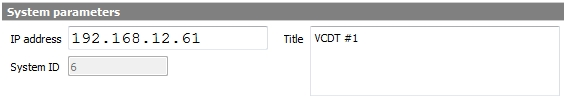 System parameters
IP address 192.168.12.61 Title VCDT #1
System ID 6